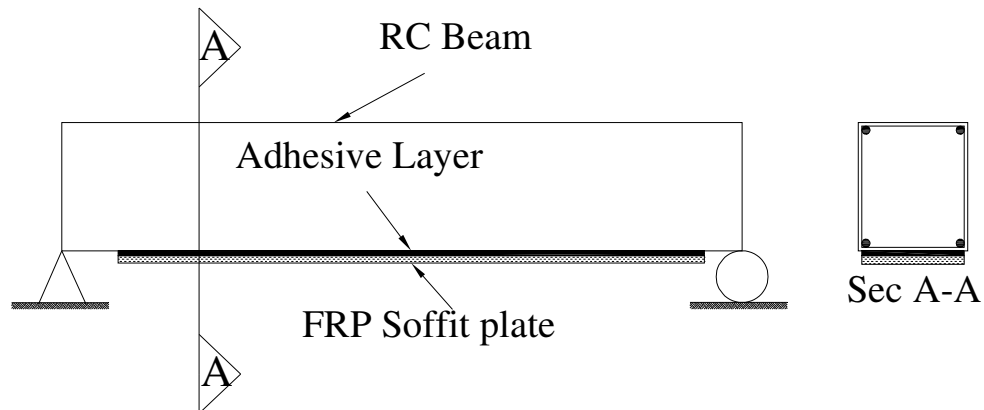 A
RC Beam
Adhesive Layer
Sec A-A
FRP Soffit plate
A